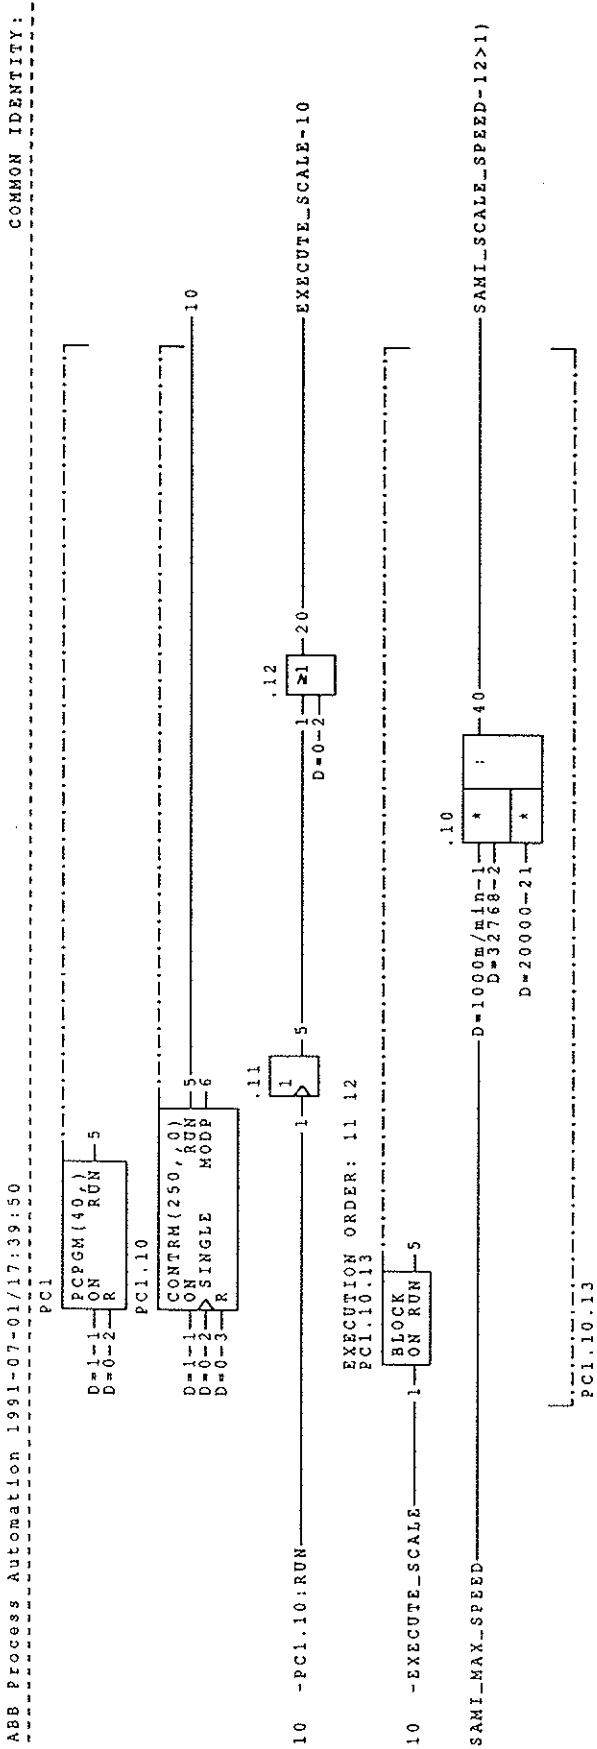 ABB Process Automation 1991-07-01/17:39:50 COMMON IDENTITY:
PC1
PCPGM(40,)
D=1-1 ON RUN 5
D=0-2 R
PC1.10
CONTRM(250,,0)
D=1-1 ON RUN 5 10
D=0-2 SINGLE MODP 6
D=0-3 R
.11 .12
10 -PC1.10:RUN 1 1 5 1 ≥1 20 EXECUTE_SCALE-10
D=0-2
EXECUTION ORDER: 11 12
PC1.10.13
BLOCK
10 -EXECUTE_SCALE 1 ON RUN 5
.10
SAMI_MAX_SPEED D=1000m/min-1 * : 40 SAMI_SCALE_SPEED-12>1)
D=32768-2
D=20000-21 *
PC1.10.13